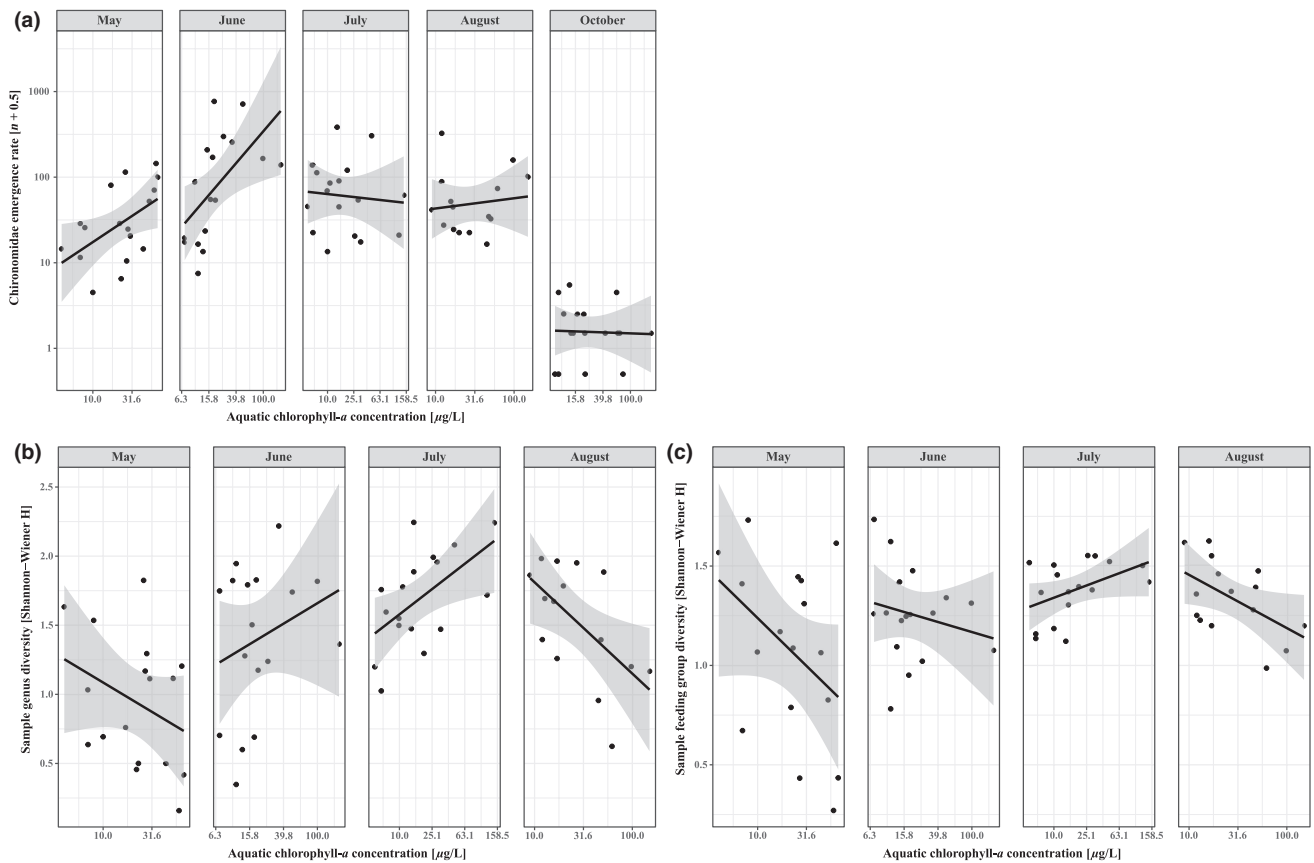 (a)
May June July August October
Chironomidae emergence rate [n + 0.5]
1000
100
10
1
10.0 31.6 6.3 15.8 39.8 100.0 10.0 25.1 63.1 158.5 10.0 31.6 100.0 15.8 39.8 100.0
Aquatic chlorophyll-a concentration [µg/L]
(b)
May June July August
Sample genus diversity [Shannon−Wiener H]
2.5
2.0
1.5
1.0
0.5
10.0 31.6 6.3 15.8 39.8 100.0 10.0 25.1 63.1 158.5 10.0 31.6 100.0
Aquatic chlorophyll-a concentration [µg/L]
(c)
May June July August
Sample feeding group diversity [Shannon−Wiener H]
1.5
1.0
0.5
10.0 31.6 6.3 15.8 39.8 100.0 10.0 25.1 63.1 158.5 10.0 31.6 100.0
Aquatic chlorophyll-a concentration [µg/L]